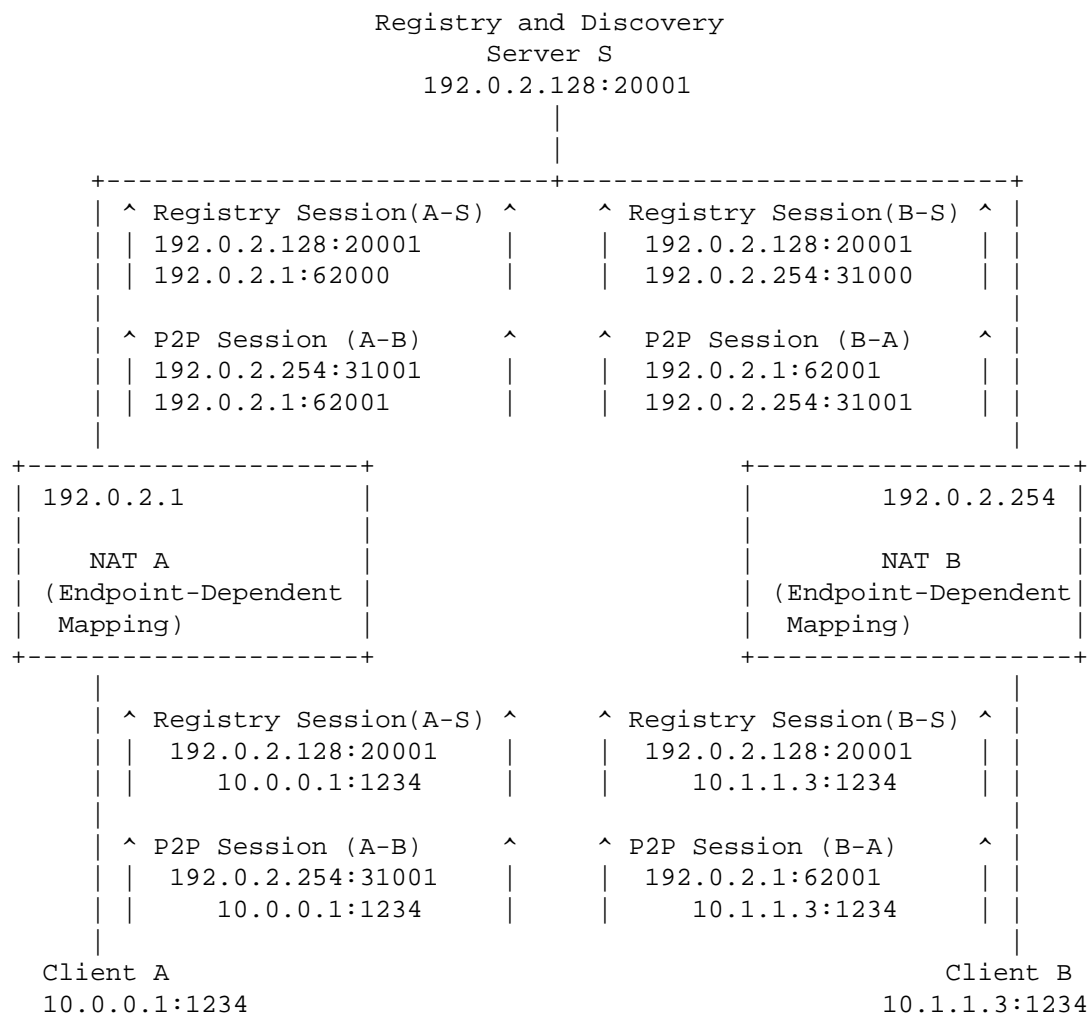 Registry and Discovery
Server S
192.0.2.128:20001
|
|
+----------------------------+----------------------------+
| ^ Registry Session(A-S) ^     ^ Registry Session(B-S) ^ |
| | 192.0.2.128:20001     |     |  192.0.2.128:20001    | |
| | 192.0.2.1:62000       |     |  192.0.2.254:31000    | |
|                                                         |
| ^ P2P Session (A-B)     ^     ^  P2P Session (B-A)    ^ |
| | 192.0.2.254:31001     |     |  192.0.2.1:62001      | |
| | 192.0.2.1:62001       |     |  192.0.2.254:31001    | |
|                                                         |
+---------------------+                       +--------------------+
| 192.0.2.1           |                       |        192.0.2.254 |
|                     |                       |                    |
|    NAT A            |                       |        NAT B       |
| (Endpoint-Dependent |                       | (Endpoint-Dependent|
|  Mapping)           |                       |  Mapping)          |
+---------------------+                       +--------------------+
|                                                         |
| ^ Registry Session(A-S) ^     ^ Registry Session(B-S) ^ |
| |  192.0.2.128:20001    |     |  192.0.2.128:20001    | |
| |     10.0.0.1:1234     |     |     10.1.1.3:1234     | |
|                                                         |
| ^ P2P Session (A-B)     ^     ^ P2P Session (B-A)     ^ |
| |  192.0.2.254:31001    |     |  192.0.2.1:62001      | |
| |     10.0.0.1:1234     |     |     10.1.1.3:1234     | |
|                                                         |
Client A                                                 Client B
10.0.0.1:1234                                        10.1.1.3:1234